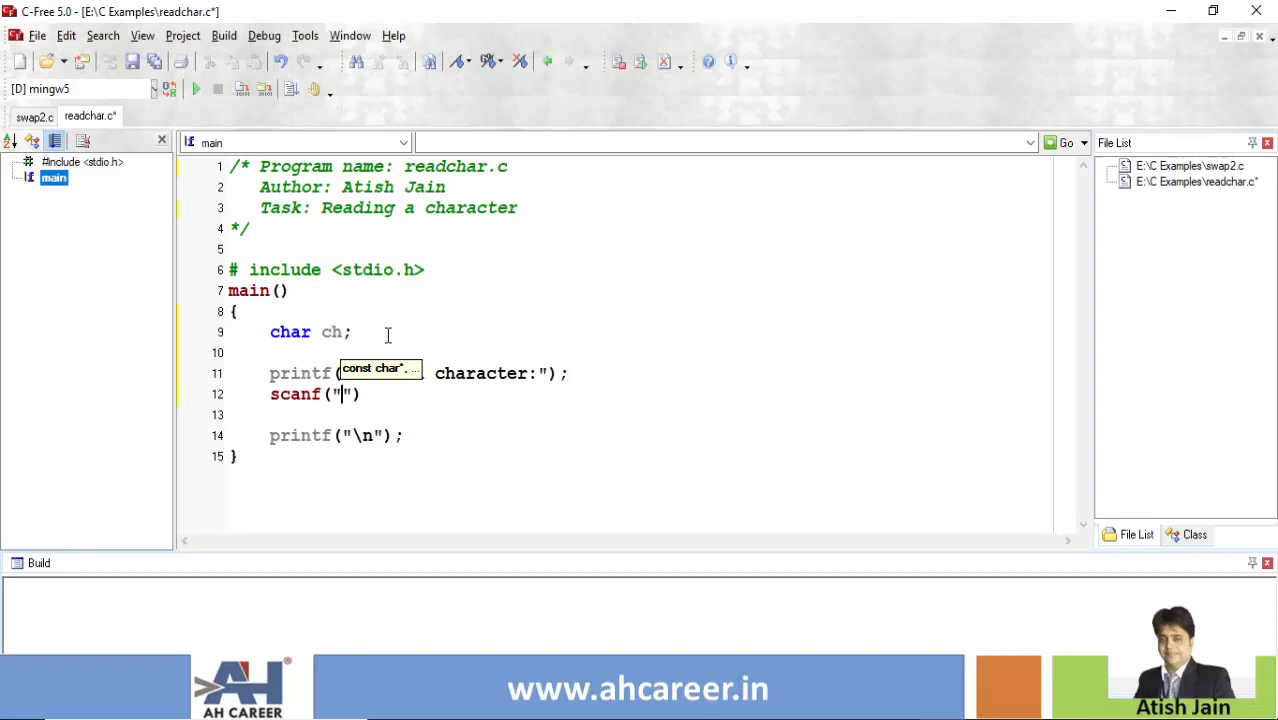 C-Free 5.0 - [E:\C Examples\readchar.c*]
File Edit Search View Project Build Debug Tools Window Help
[D] mingw5
swap2.c readchar.c*
main
Go
File List
#include <stdio.h>
main
E:\C Examples\swap2.c
E:\C Examples\readchar.c*
1 /* Program name: readchar.c
2 Author: Atish Jain
3 Task: Reading a character
4 */
5
6 # include <stdio.h>
7 main()
8 {
9 char ch;
10
const char*, ...
11 printf( character:");
12 scanf("")
13
14 printf("\n");
15 }
File List Class
Build
AH
®
AH CAREER
www.ahcareer.in
Atish Jain